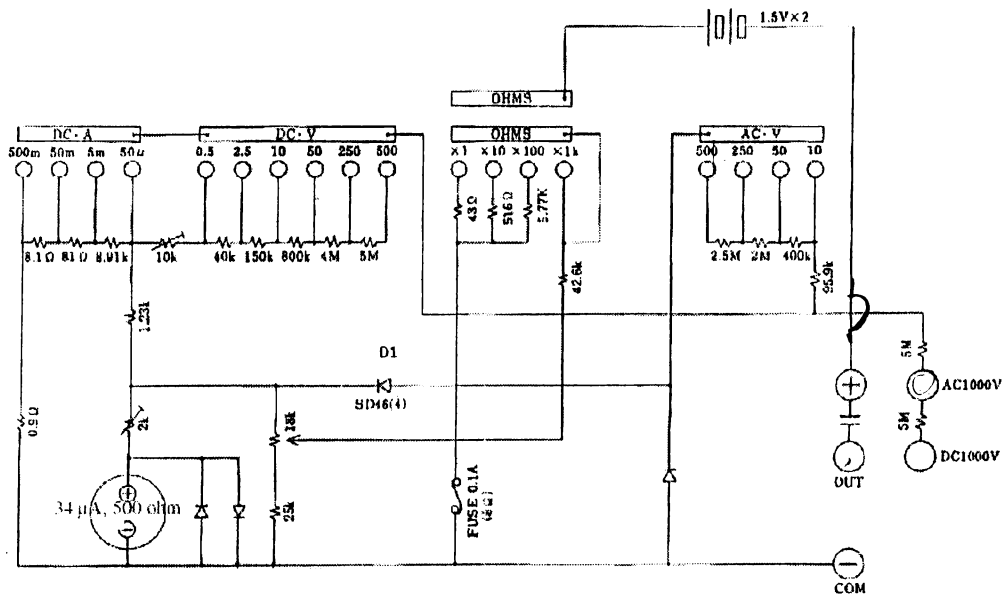 1.5V×2
OHMS
DC·A DC·V OHMS AC·V
500m 50m 5m 50u 0.5 2.5 10 50 250 500 ×1 ×10 ×100 ×1k 500 250 50 10
43Ω 516Ω 5.77K
8.1Ω 81Ω 8.91k 10k 40k 150k 800k 4M 5M 2.5M 2M 400k
42.6k
95.9k
1.23k
D1
5M
SD46(4)
AC1000V
0.9Ω
2k
18k
5M
OUT
DC1000V
34 µA, 500 ohm
25k
FUSE 0.1A
(8Ω)
COM